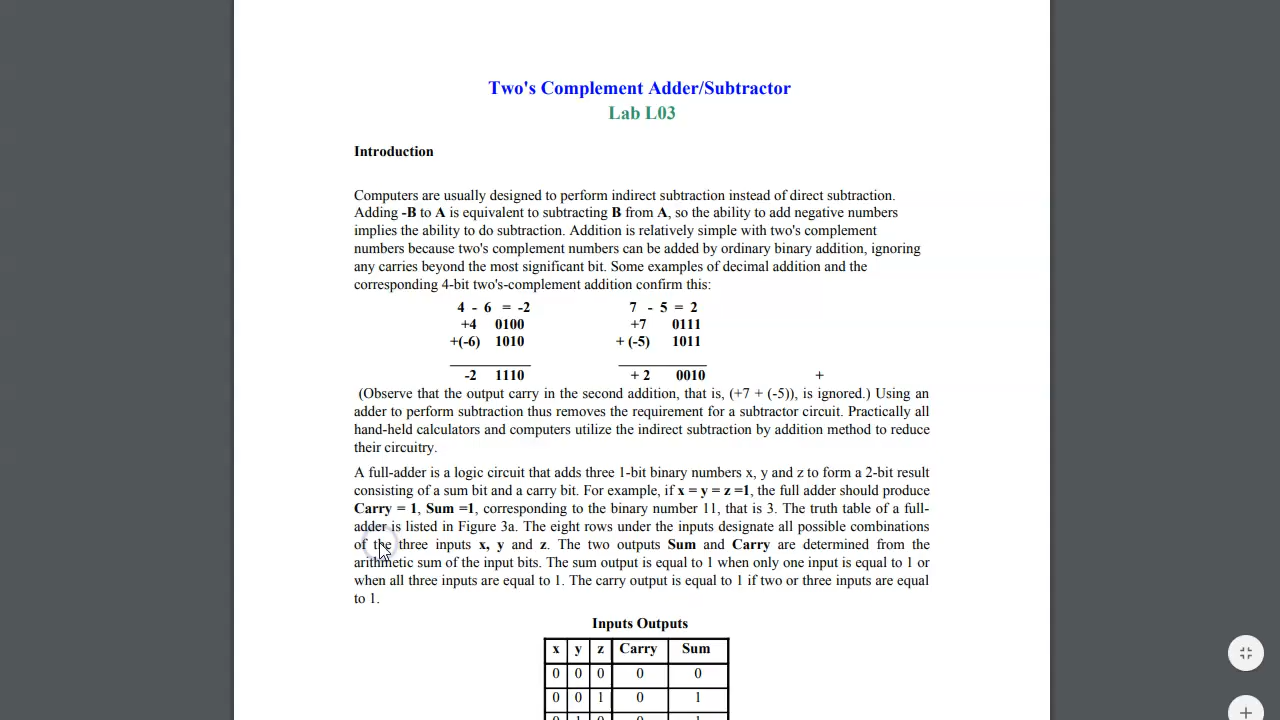 Two's Complement Adder/Subtractor
Lab L03
Introduction
Computers are usually designed to perform indirect subtraction instead of direct subtraction.
Adding -B to A is equivalent to subtracting B from A, so the ability to add negative numbers
implies the ability to do subtraction. Addition is relatively simple with two's complement
numbers because two's complement numbers can be added by ordinary binary addition, ignoring
any carries beyond the most significant bit. Some examples of decimal addition and the
corresponding 4-bit two's-complement addition confirm this:
4 - 6 = -2 7 - 5 = 2
+4 0100 +7 0111
+(-6) 1010 + (-5) 1011
-2 1110 + 2 0010 +
(Observe that the output carry in the second addition, that is, (+7 + (-5)), is ignored.) Using an
adder to perform subtraction thus removes the requirement for a subtractor circuit. Practically all
hand-held calculators and computers utilize the indirect subtraction by addition method to reduce
their circuitry.
A full-adder is a logic circuit that adds three 1-bit binary numbers x, y and z to form a 2-bit result
consisting of a sum bit and a carry bit. For example, if x = y = z =1, the full adder should produce
Carry = 1, Sum =1, corresponding to the binary number 11, that is 3. The truth table of a full-
adder is listed in Figure 3a. The eight rows under the inputs designate all possible combinations
of the three inputs x, y and z. The two outputs Sum and Carry are determined from the
arithmetic sum of the input bits. The sum output is equal to 1 when only one input is equal to 1 or
when all three inputs are equal to 1. The carry output is equal to 1 if two or three inputs are equal
to 1.
Inputs Outputs
x y z Carry Sum
0 0 0 0 0
0 0 1 0 1